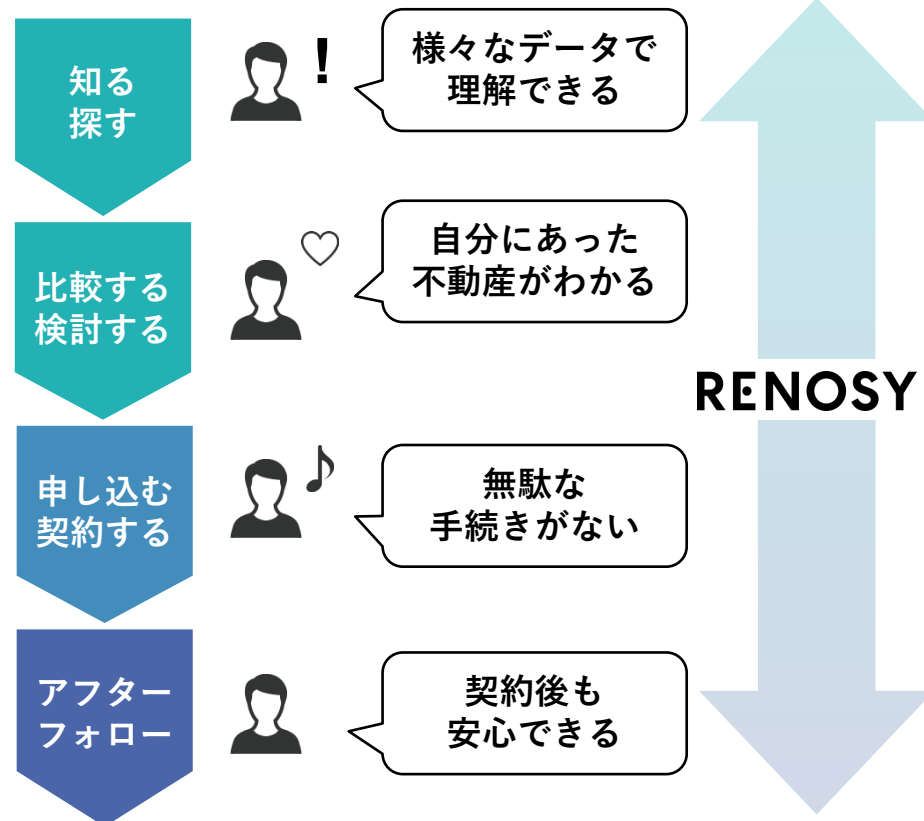 知る
探す
!
様々なデータで
理解できる
比較する
検討する
自分にあった
不動産がわかる
RENOSY
申し込む
契約する
無駄な
手続きがない
アフター
フォロー
契約後も
安心できる